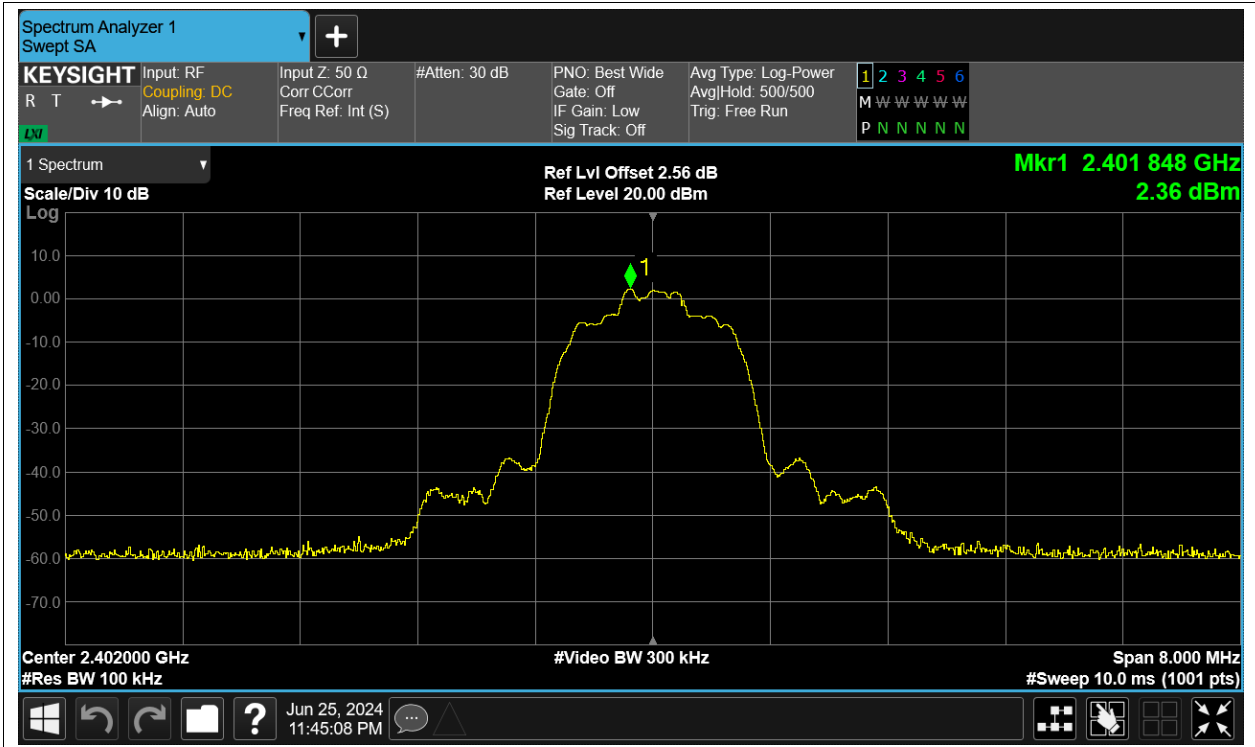 Spectrum Analyzer 1
Swept SA
+
KEYSIGHT
R T
LXI
Input: RF
Coupling: DC
Align: Auto
Input Z: 50 Ω
Corr CCorr
Freq Ref: Int (S)
#Atten: 30 dB
PNO: Best Wide
Gate: Off
IF Gain: Low
Sig Track: Off
Avg Type: Log-Power
Avg|Hold: 500/500
Trig: Free Run
1 2 3 4 5 6
M W W W W W
P N N N N N
1 Spectrum
Scale/Div 10 dB
Ref Lvl Offset 2.56 dB
Ref Level 20.00 dBm
Mkr1 2.401 848 GHz
2.36 dBm
Log
10.0
0.00
-10.0
-20.0
-30.0
-40.0
-50.0
-60.0
-70.0
1
Center 2.402000 GHz
#Res BW 100 kHz
#Video BW 300 kHz
Span 8.000 MHz
#Sweep 10.0 ms (1001 pts)
?
Jun 25, 2024
11:45:08 PM